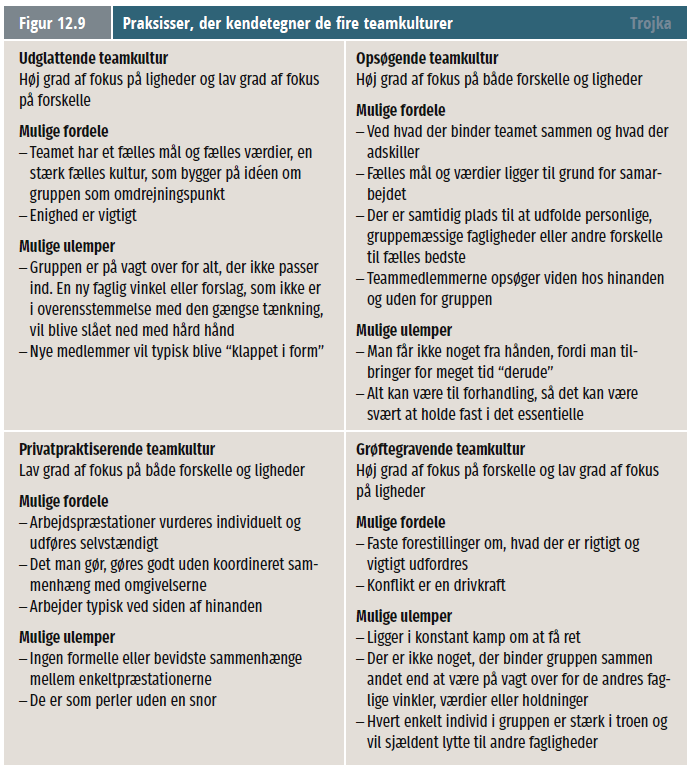 Figur 12.9 Praksisser, der kendetegner de fire teamkulturer Trojka
Udglattende teamkultur
Høj grad af fokus på ligheder og lav grad af fokus
på forskelle
Mulige fordele
– Teamet har et fælles mål og fælles værdier, en
stærk fælles kultur, som bygger på idéen om
gruppen som omdrejningspunkt
– Enighed er vigtigt
Mulige ulemper
– Gruppen er på vagt over for alt, der ikke passer
ind. En ny faglig vinkel eller forslag, som ikke er
i overensstemmelse med den gængse tænkning,
vil blive slået ned med hård hånd
– Nye medlemmer vil typisk blive “klappet i form”
Opsøgende teamkultur
Høj grad af fokus på både forskelle og ligheder
Mulige fordele
– Ved hvad der binder teamet sammen og hvad der
adskiller
– Fælles mål og værdier ligger til grund for samar-
bejdet
– Der er samtidig plads til at udfolde personlige,
gruppemæssige fagligheder eller andre forskelle
til fælles bedste
– Teammedlemmerne opsøger viden hos hinanden
og uden for gruppen
Mulige ulemper
– Man får ikke noget fra hånden, fordi man til-
bringer for meget tid “derude”
– Alt kan være til forhandling, så det kan være
svært at holde fast i det essentielle
Privatpraktiserende teamkultur
Lav grad af fokus på både forskelle og ligheder
Mulige fordele
– Arbejdspræstationer vurderes individuelt og
udføres selvstændigt
– Det man gør, gøres godt uden koordineret sam-
menhæng med omgivelserne
– Arbejder typisk ved siden af hinanden
Mulige ulemper
– Ingen formelle eller bevidste sammenhænge
mellem enkeltpræstationerne
– De er som perler uden en snor
Grøftegravende teamkultur
Høj grad af fokus på forskelle og lav grad af fokus
på ligheder
Mulige fordele
– Faste forestillinger om, hvad der er rigtigt og
vigtigt udfordres
– Konflikt er en drivkraft
Mulige ulemper
– Ligger i konstant kamp om at få ret
– Der er ikke noget, der binder gruppen sammen
andet end at være på vagt over for de andres fag-
lige vinkler, værdier eller holdninger
– Hvert enkelt individ i gruppen er stærk i troen og
vil sjældent lytte til andre fagligheder